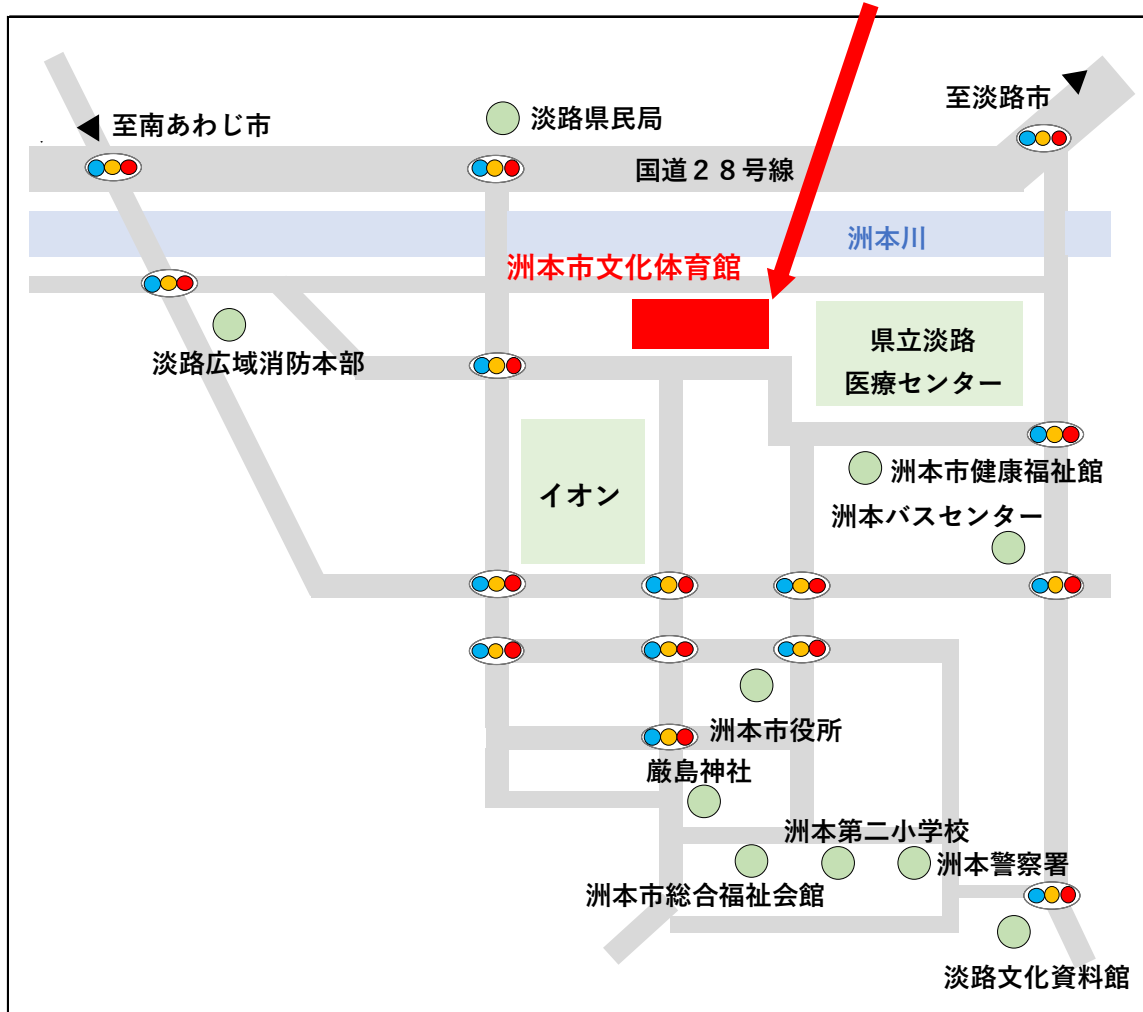 至淡路市
淡路県民局
至南あわじ市
国道２８号線
洲本川
洲本市文化体育館
淡路広域消防本部
県立淡路
医療センター
イオン
洲本市健康福祉館
洲本バスセンター
洲本市役所
厳島神社
洲本第二小学校
洲本警察署
洲本市総合福祉会館
淡路文化資料館